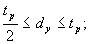 t_p/2 ≤ d_y ≤ t_p;